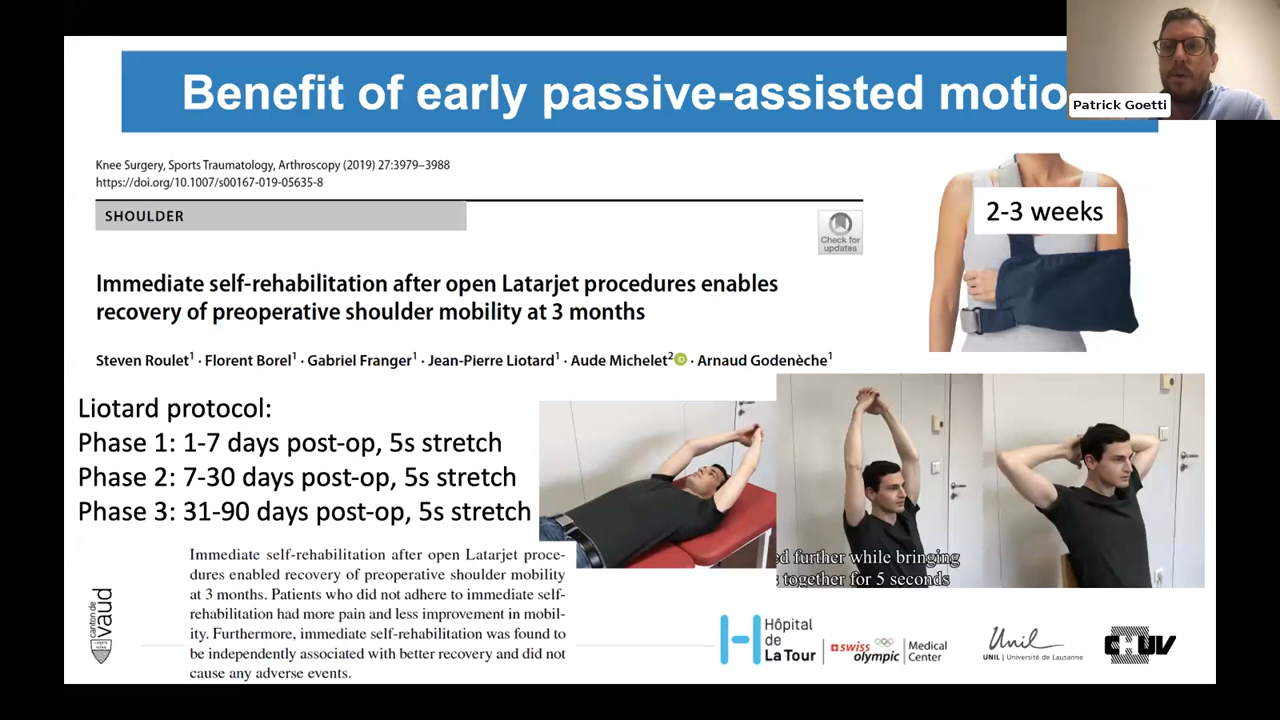 Benefit of early passive-assisted motio
Patrick Goetti
Knee Surgery, Sports Traumatology, Arthroscopy (2019) 27:3979–3988
https://doi.org/10.1007/s00167-019-05635-8
SHOULDER
Check for
updates
2-3 weeks
Immediate self-rehabilitation after open Latarjet procedures enables
recovery of preoperative shoulder mobility at 3 months
Steven Roulet1 · Florent Borel1 · Gabriel Franger1 · Jean-Pierre Liotard1 · Aude Michelet2 · Arnaud Godenèche1
Liotard protocol:
Phase 1: 1-7 days post-op, 5s stretch
Phase 2: 7-30 days post-op, 5s stretch
Phase 3: 31-90 days post-op, 5s stretch
ed further while bringing
s together for 5 seconds
Immediate self-rehabilitation after open Latarjet proce-
dures enabled recovery of preoperative shoulder mobility
at 3 months. Patients who did not adhere to immediate self-
rehabilitation had more pain and less improvement in mobil-
ity. Furthermore, immediate self-rehabilitation was found to
be independently associated with better recovery and did not
cause any adverse events.
canton de
vaud
Hôpital
de
La Tour
swiss
olympic
Medical
Center
Unil
UNIL | Université de Lausanne
CHUV